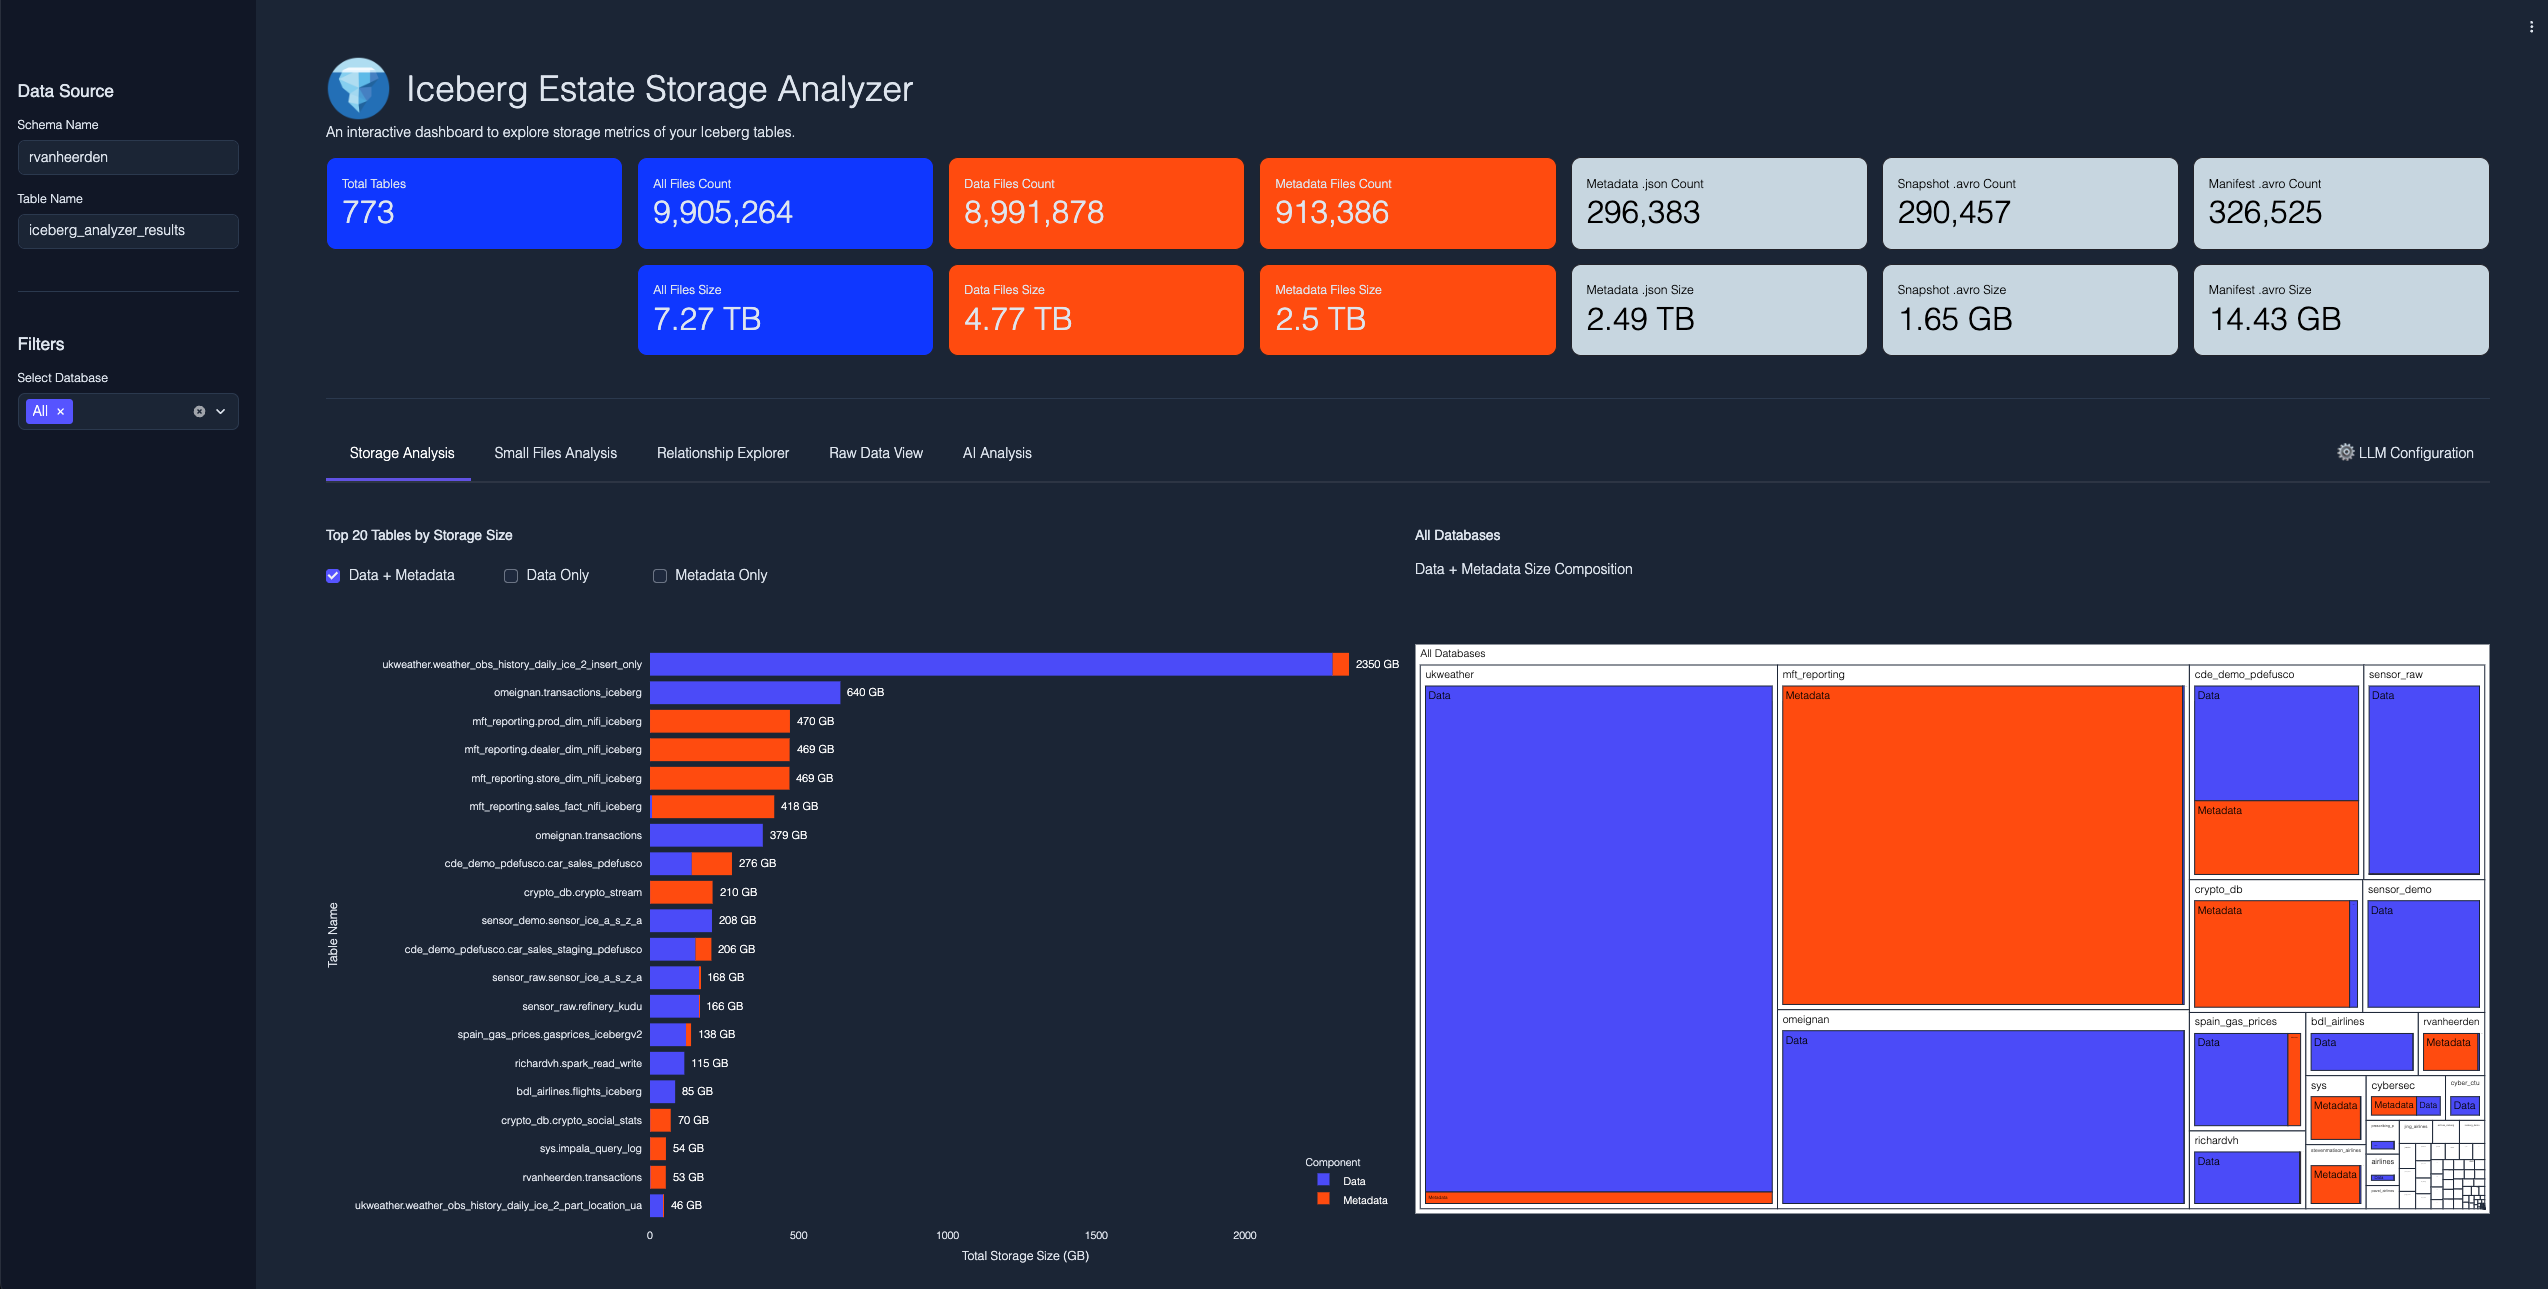 Data Source
Schema Name
rvanheerden
Table Name
iceberg_analyzer_results
Filters
Select Database
All
Iceberg Estate Storage Analyzer
An interactive dashboard to explore storage metrics of your Iceberg tables.
Total Tables
773
All Files Count
9,905,264
Data Files Count
8,991,878
Metadata Files Count
913,386
Metadata .json Count
296,383
Snapshot .avro Count
290,457
Manifest .avro Count
326,525
All Files Size
7.27 TB
Data Files Size
4.77 TB
Metadata Files Size
2.5 TB
Metadata .json Size
2.49 TB
Snapshot .avro Size
1.65 GB
Manifest .avro Size
14.43 GB
Storage Analysis
Small Files Analysis
Relationship Explorer
Raw Data View
AI Analysis
LLM Configuration
Top 20 Tables by Storage Size
Data + Metadata
Data Only
Metadata Only
Table Name
ukweather.weather_obs_history_daily_ice_2_insert_only 2350 GB
omeignan.transactions_iceberg 640 GB
mft_reporting.prod_dim_nifi_iceberg 470 GB
mft_reporting.dealer_dim_nifi_iceberg 469 GB
mft_reporting.store_dim_nifi_iceberg 469 GB
mft_reporting.sales_fact_nifi_iceberg 418 GB
omeignan.transactions 379 GB
cde_demo_pdefusco.car_sales_pdefusco 276 GB
crypto_db.crypto_stream 210 GB
sensor_demo.sensor_ice_a_s_z_a 208 GB
cde_demo_pdefusco.car_sales_staging_pdefusco 206 GB
sensor_raw.sensor_ice_a_s_z_a 168 GB
sensor_raw.refinery_kudu 166 GB
spain_gas_prices.gasprices_icebergv2 138 GB
richardvh.spark_read_write 115 GB
bdl_airlines.flights_iceberg 85 GB
crypto_db.crypto_social_stats 70 GB
sys.impala_query_log 54 GB
rvanheerden.transactions 53 GB
ukweather.weather_obs_history_daily_ice_2_part_location_ua 46 GB
0 500 1000 1500 2000
Total Storage Size (GB)
Component
Data
Metadata
All Databases
Data + Metadata Size Composition
All Databases
ukweather
Data
Metadata
mft_reporting
Metadata
omeignan
Data
cde_demo_pdefusco
Data
Metadata
sensor_raw
Data
crypto_db
Metadata
sensor_demo
Data
spain_gas_prices
Data
bdl_airlines
Data
rvanheerden
Metadata
richardvh
Data
sys
Metadata
cybersec
Metadata
Data
cyber_ctu
Data
Metadata
airlines